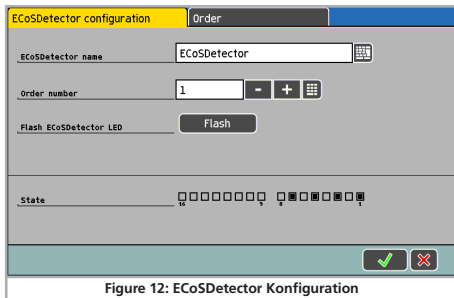 ECoSDetector configuration Order
ECoSDetector name ECoSDetector
Order number 1 - +
Flash ECoSDetector LED Flash
State
16 9 8 1
Figure 12: ECoSDetector Konfiguration